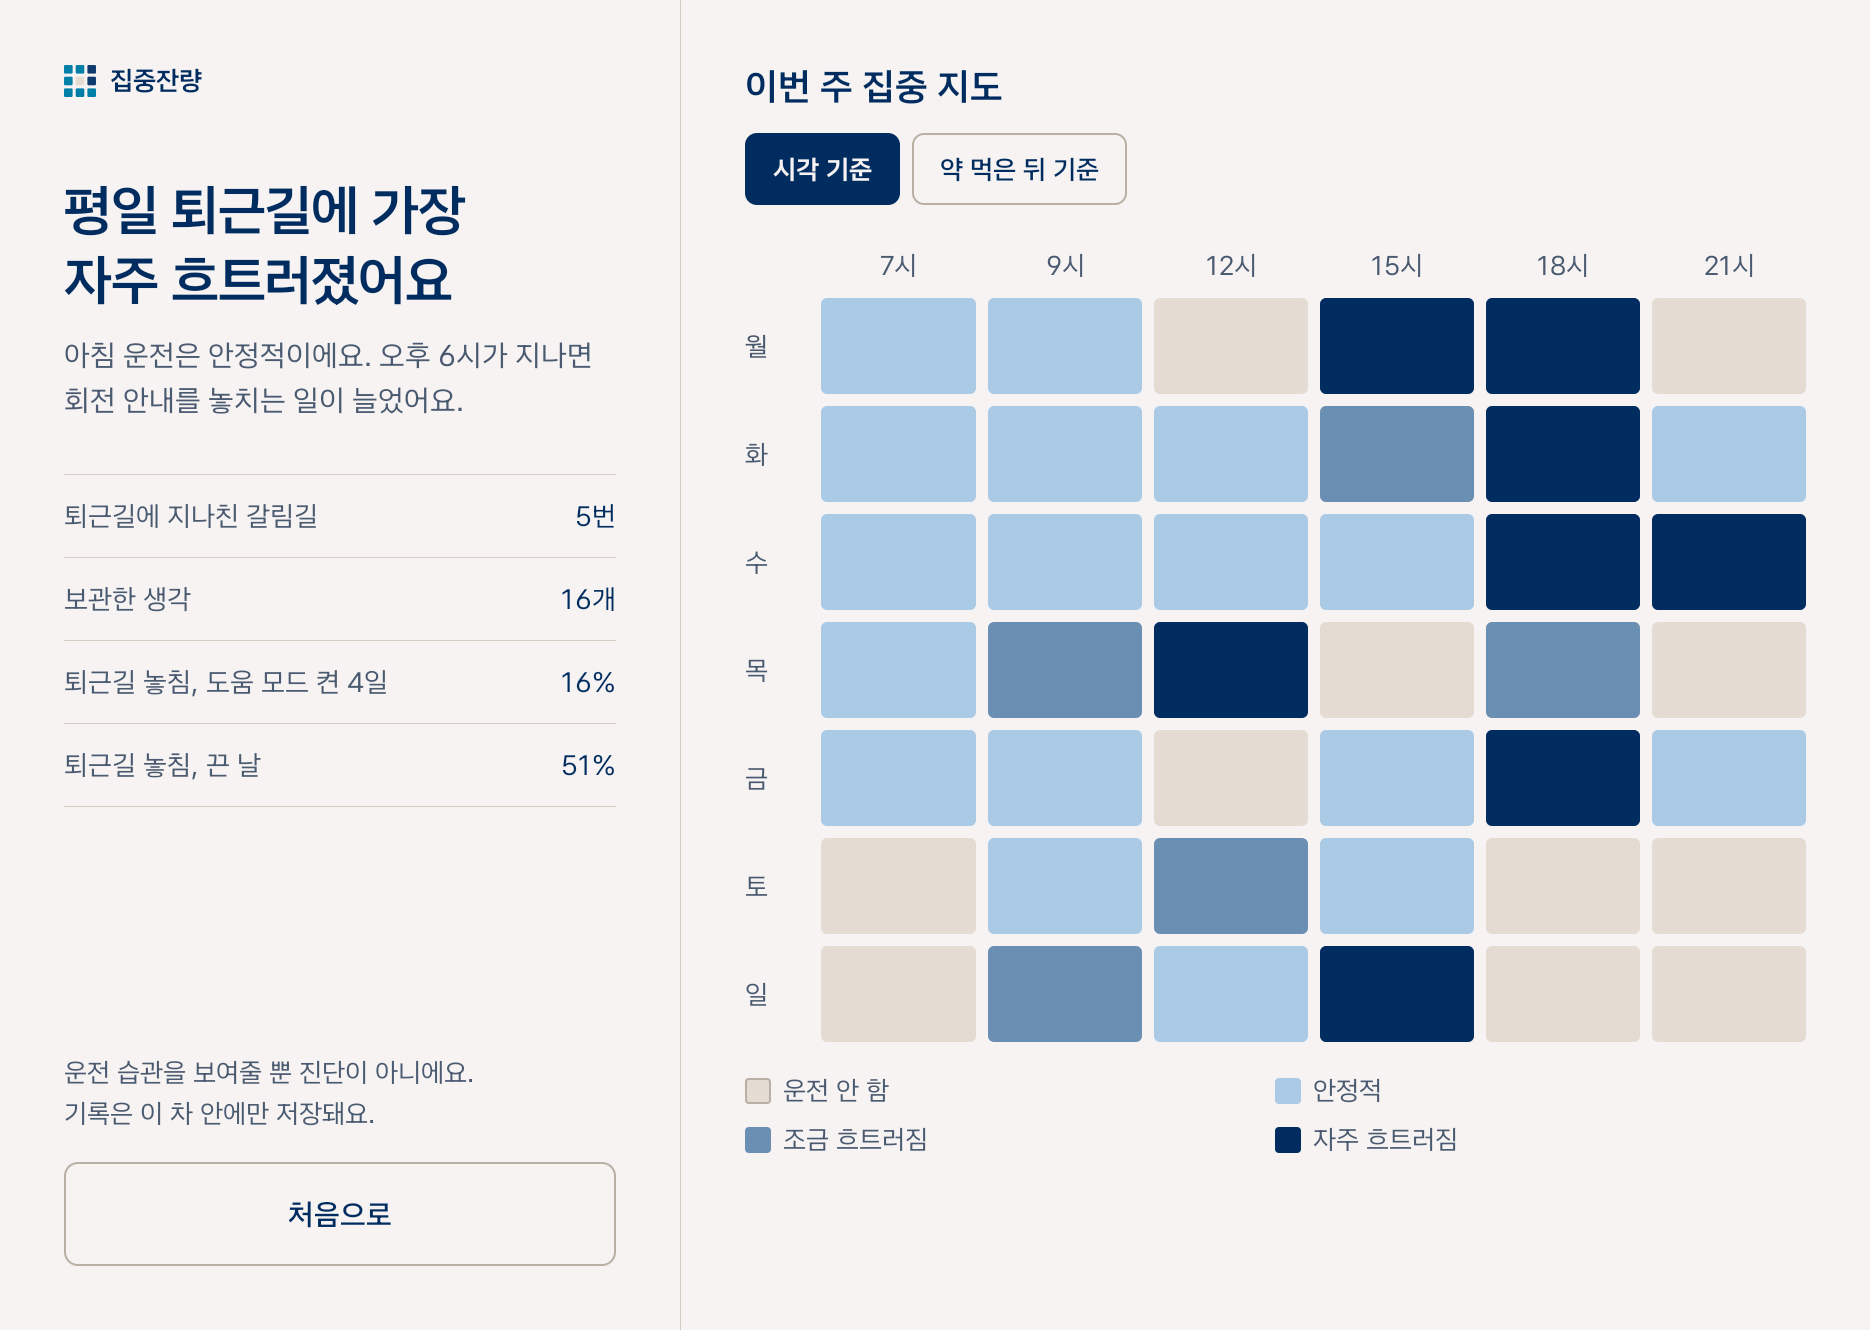 집중잔량
평일 퇴근길에 가장
자주 흐트러졌어요
아침 운전은 안정적이에요. 오후 6시가 지나면
회전 안내를 놓치는 일이 늘었어요.
퇴근길에 지나친 갈림길 5번
보관한 생각 16개
퇴근길 놓침, 도움 모드 켠 4일 16%
퇴근길 놓침, 끈 날 51%
운전 습관을 보여줄 뿐 진단이 아니에요.
기록은 이 차 안에만 저장돼요.
처음으로
이번 주 집중 지도
시각 기준 약 먹은 뒤 기준
7시 9시 12시 15시 18시 21시
월
화
수
목
금
토
일
운전 안 함 안정적
조금 흐트러짐 자주 흐트러짐